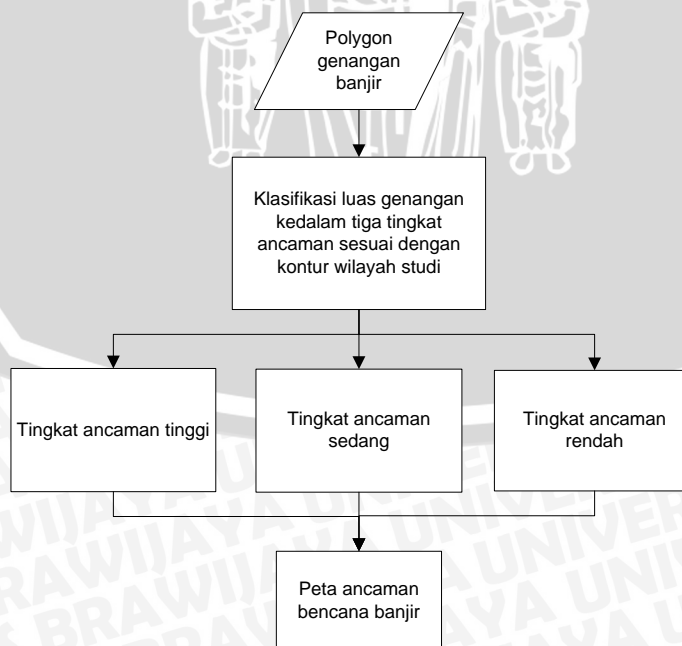 Polygon
genangan
banjir
Klasifikasi luas genangan
kedalam tiga tingkat
ancaman sesuai dengan
kontur wilayah studi
Tingkat ancaman tinggi
Tingkat ancaman
sedang
Tingkat ancaman
rendah
Peta ancaman
bencana banjir